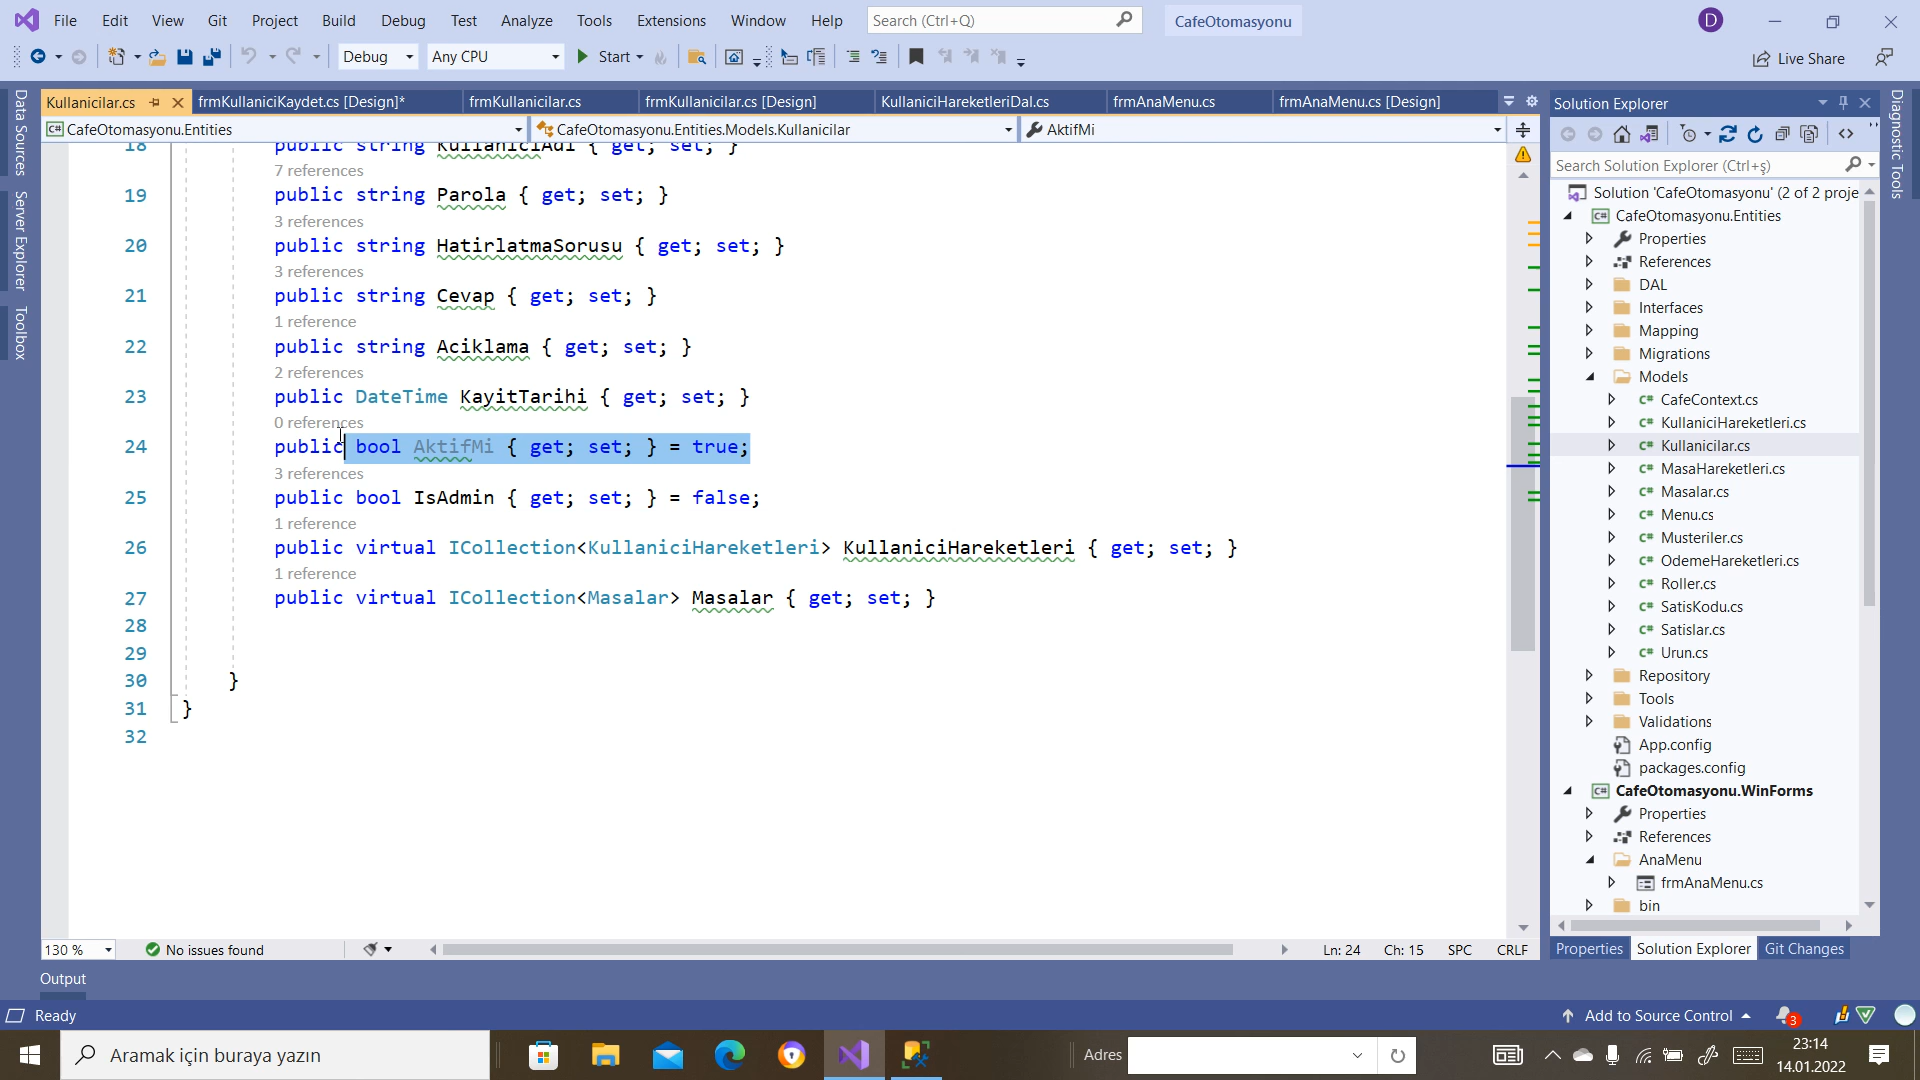 File Edit View Git Project Build Debug Test Analyze Tools Extensions Window Help Search (Ctrl+Q) CafeOtomasyonu D
Debug Any CPU Start Live Share
Kullanicilar.cs frmKullaniciKaydet.cs [Design]* frmKullanicilar.cs frmKullanicilar.cs [Design] KullaniciHareketleriDal.cs frmAnaMenu.cs frmAnaMenu.cs [Design]
CafeOtomasyonu.Entities CafeOtomasyonu.Entities.Models.Kullanicilar AktifMi
Data Sources
Server Explorer
Toolbox
18 public string KullaniciAdi { get; set; }
7 references
19 public string Parola { get; set; }
3 references
20 public string HatirlatmaSorusu { get; set; }
3 references
21 public string Cevap { get; set; }
1 reference
22 public string Aciklama { get; set; }
2 references
23 public DateTime KayitTarihi { get; set; }
0 references
24 public bool AktifMi { get; set; } = true;
3 references
25 public bool IsAdmin { get; set; } = false;
1 reference
26 public virtual ICollection<KullaniciHareketleri> KullaniciHareketleri { get; set; }
1 reference
27 public virtual ICollection<Masalar> Masalar { get; set; }
28
29
30 }
31 }
32
130 % No issues found Ln: 24 Ch: 15 SPC CRLF
Solution Explorer
Search Solution Explorer (Ctrl+ş)
Solution 'CafeOtomasyonu' (2 of 2 proje
CafeOtomasyonu.Entities
Properties
References
DAL
Interfaces
Mapping
Migrations
Models
CafeContext.cs
KullaniciHareketleri.cs
Kullanicilar.cs
MasaHareketleri.cs
Masalar.cs
Menu.cs
Musteriler.cs
OdemeHareketleri.cs
Roller.cs
SatisKodu.cs
Satislar.cs
Urun.cs
Repository
Tools
Validations
App.config
packages.config
CafeOtomasyonu.WinForms
Properties
References
AnaMenu
frmAnaMenu.cs
bin
Properties Solution Explorer Git Changes
Diagnostic Tools
Output
Ready Add to Source Control 3
Aramak için buraya yazın Adres 23:14
14.01.2022